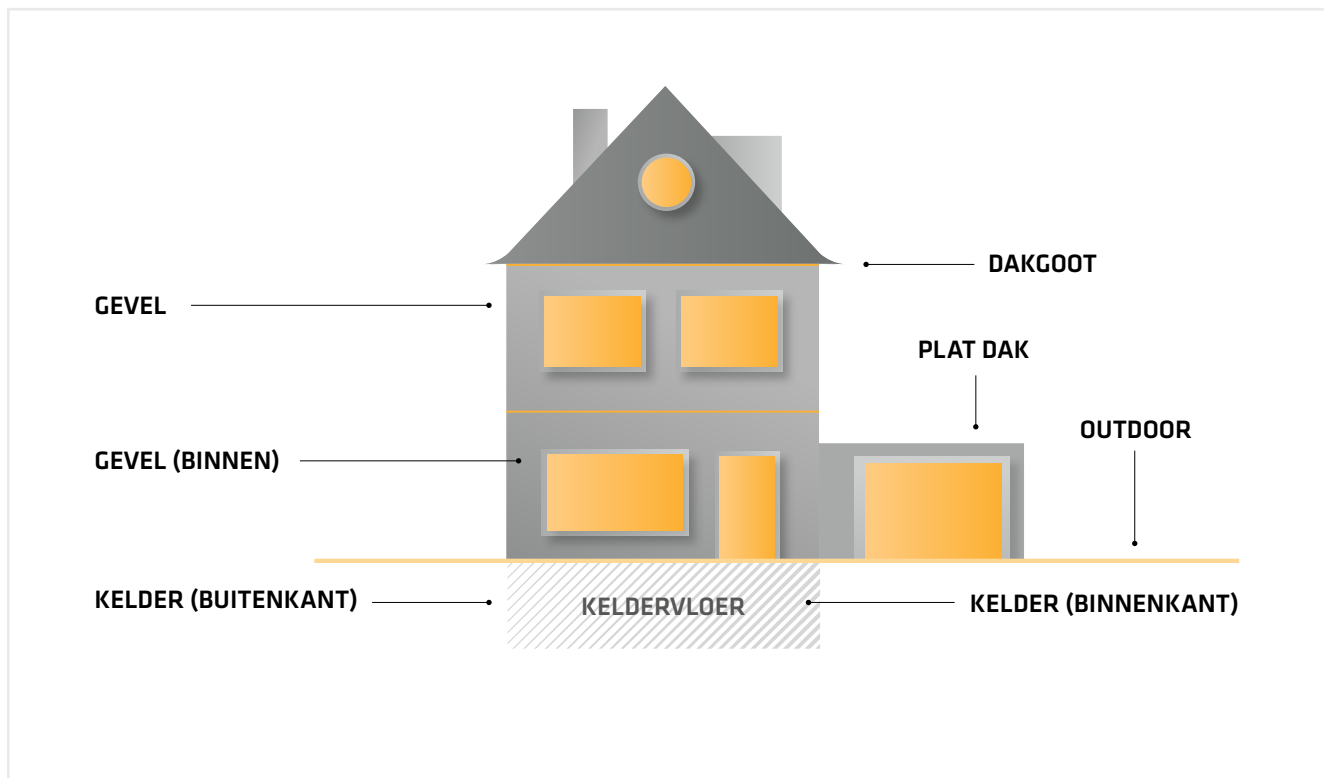 DAKGOOT
GEVEL
PLAT DAK
OUTDOOR
GEVEL (BINNEN)
KELDER (BUITENKANT)
KELDERVLOER
KELDER (BINNENKANT)